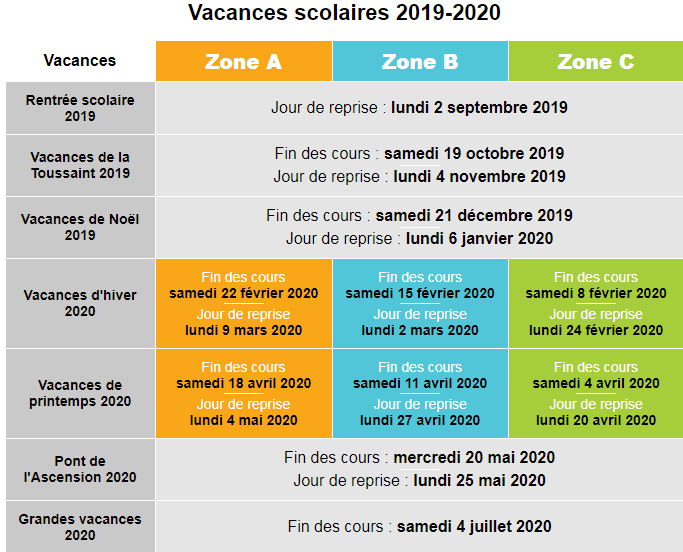 Vacances scolaires 2019-2020
Vacances
Zone A
Zone B
Zone C
Rentrée scolaire
2019
Jour de reprise : lundi 2 septembre 2019
Vacances de la
Toussaint 2019
Fin des cours : samedi 19 octobre 2019
Jour de reprise : lundi 4 novembre 2019
Vacances de Noël
2019
Fin des cours : samedi 21 décembre 2019
Jour de reprise : lundi 6 janvier 2020
Vacances d'hiver
2020
Fin des cours
samedi 22 février 2020
Jour de reprise
lundi 9 mars 2020
Fin des cours
samedi 15 février 2020
Jour de reprise
lundi 2 mars 2020
Fin des cours
samedi 8 février 2020
Jour de reprise
lundi 24 février 2020
Vacances de
printemps 2020
Fin des cours
samedi 18 avril 2020
Jour de reprise
lundi 4 mai 2020
Fin des cours
samedi 11 avril 2020
Jour de reprise
lundi 27 avril 2020
Fin des cours
samedi 4 avril 2020
Jour de reprise
lundi 20 avril 2020
Pont de
l'Ascension 2020
Fin des cours : mercredi 20 mai 2020
Jour de reprise : lundi 25 mai 2020
Grandes vacances
2020
Fin des cours : samedi 4 juillet 2020